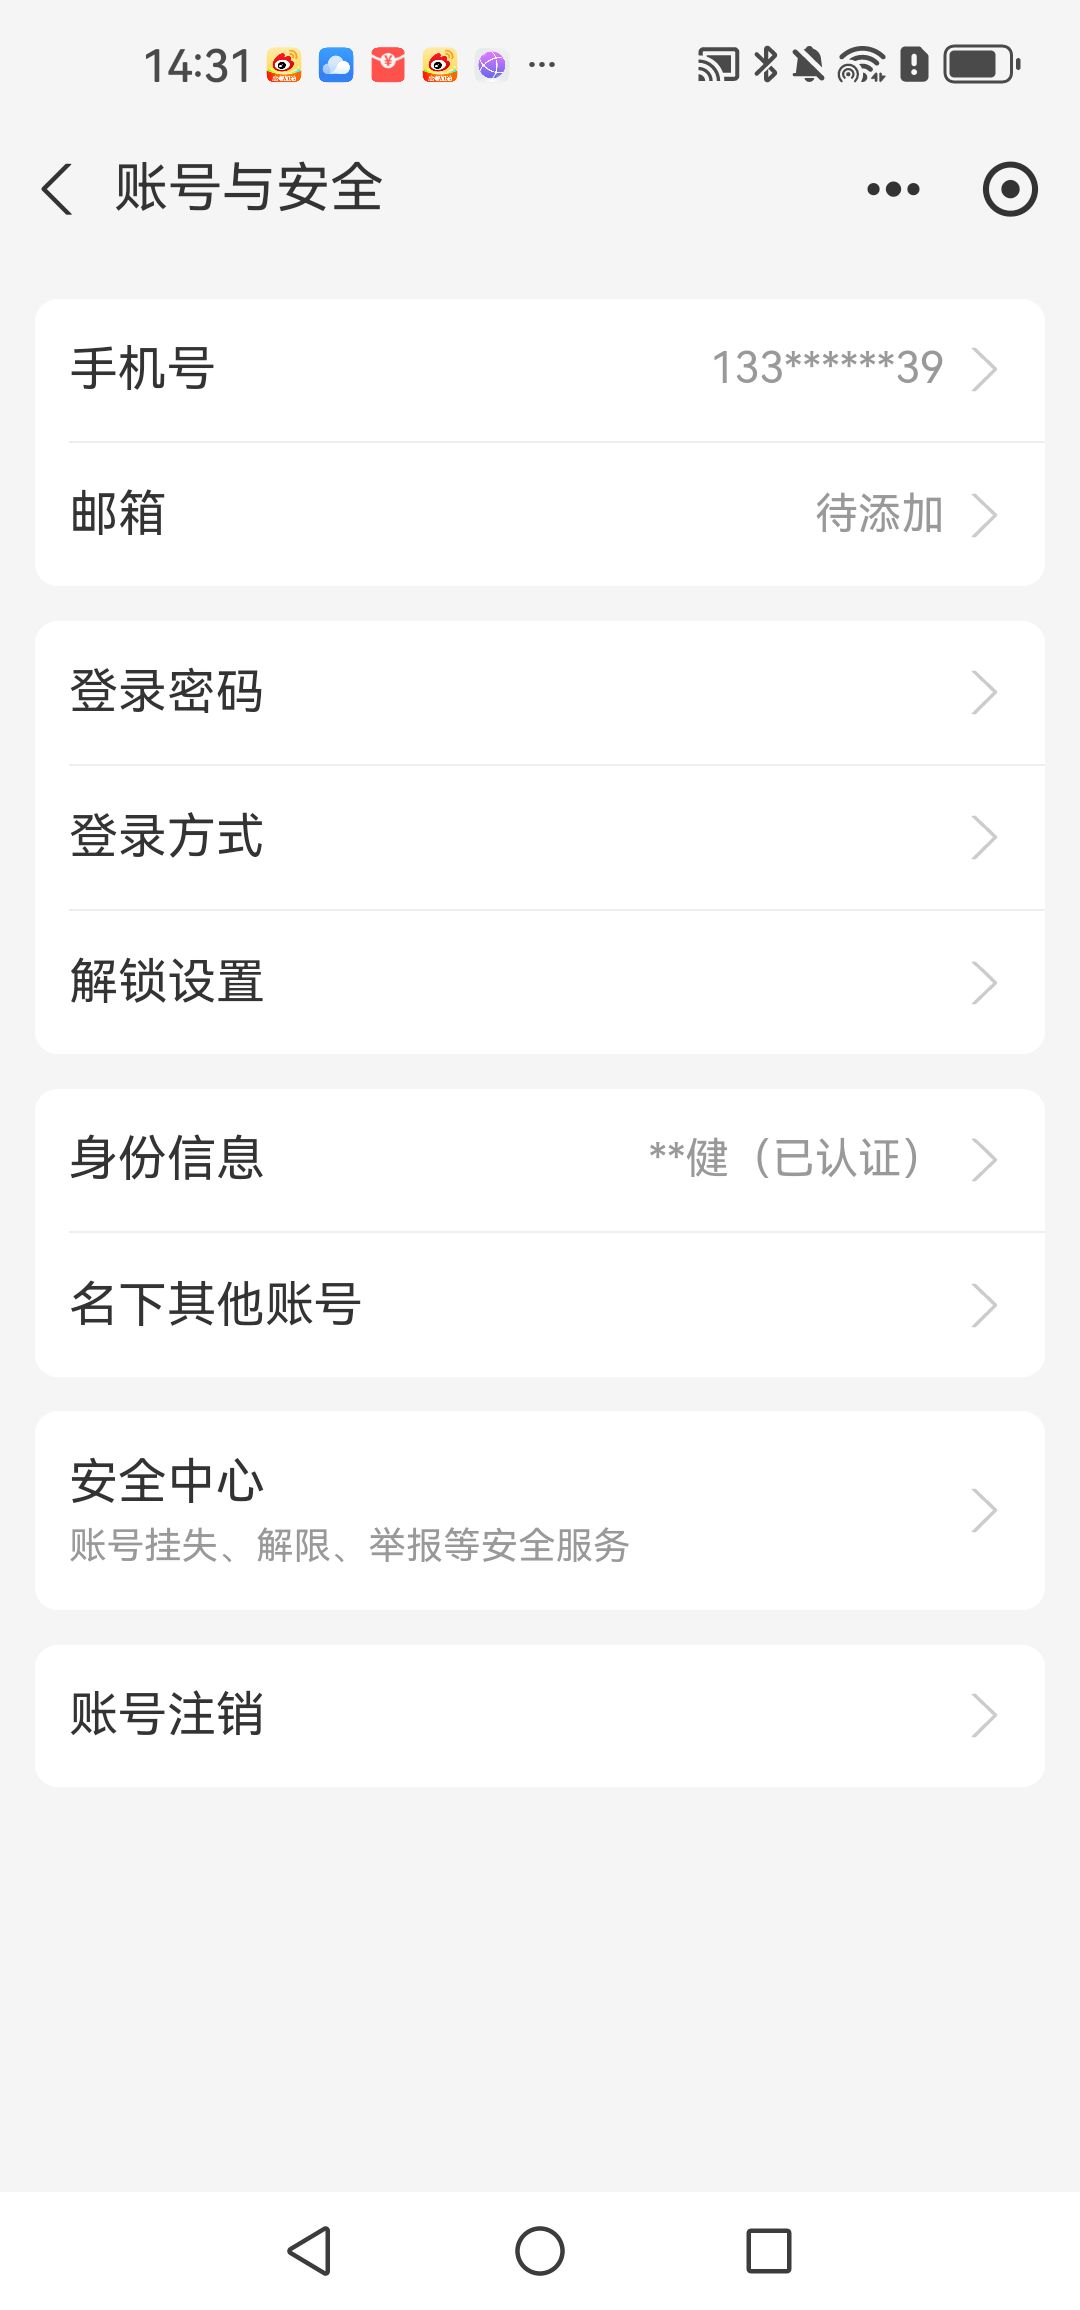 14:31
账号与安全
手机号 133******39
邮箱 待添加
登录密码
登录方式
解锁设置
身份信息 **健（已认证）
名下其他账号
安全中心
账号挂失、解限、举报等安全服务
账号注销